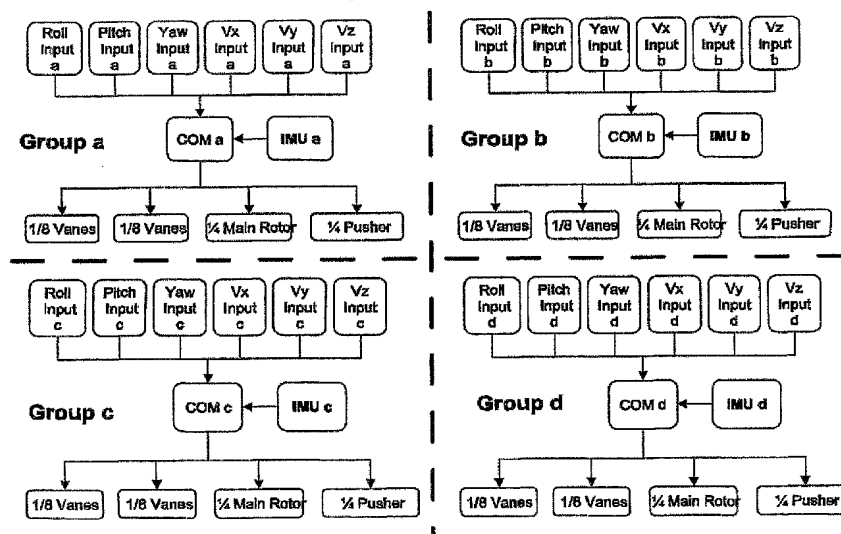 Roll Input a
Pitch Input a
Yaw Input a
Vx Input a
Vy Input a
Vz Input a
Group a
COM a
IMU a
1/8 Vanes
1/8 Vanes
¼ Main Rotor
¼ Pusher
Roll Input b
Pitch Input b
Yaw Input b
Vx Input b
Vy Input b
Vz Input b
Group b
COM b
IMU b
1/8 Vanes
1/8 Vanes
¼ Main Rotor
¼ Pusher
Roll Input c
Pitch Input c
Yaw Input c
Vx Input c
Vy Input c
Vz Input c
Group c
COM c
IMU c
1/8 Vanes
1/8 Vanes
¼ Main Rotor
¼ Pusher
Roll Input d
Pitch Input d
Yaw Input d
Vx Input d
Vy Input d
Vz Input d
Group d
COM d
IMU d
1/8 Vanes
1/8 Vanes
¼ Main Rotor
¼ Pusher